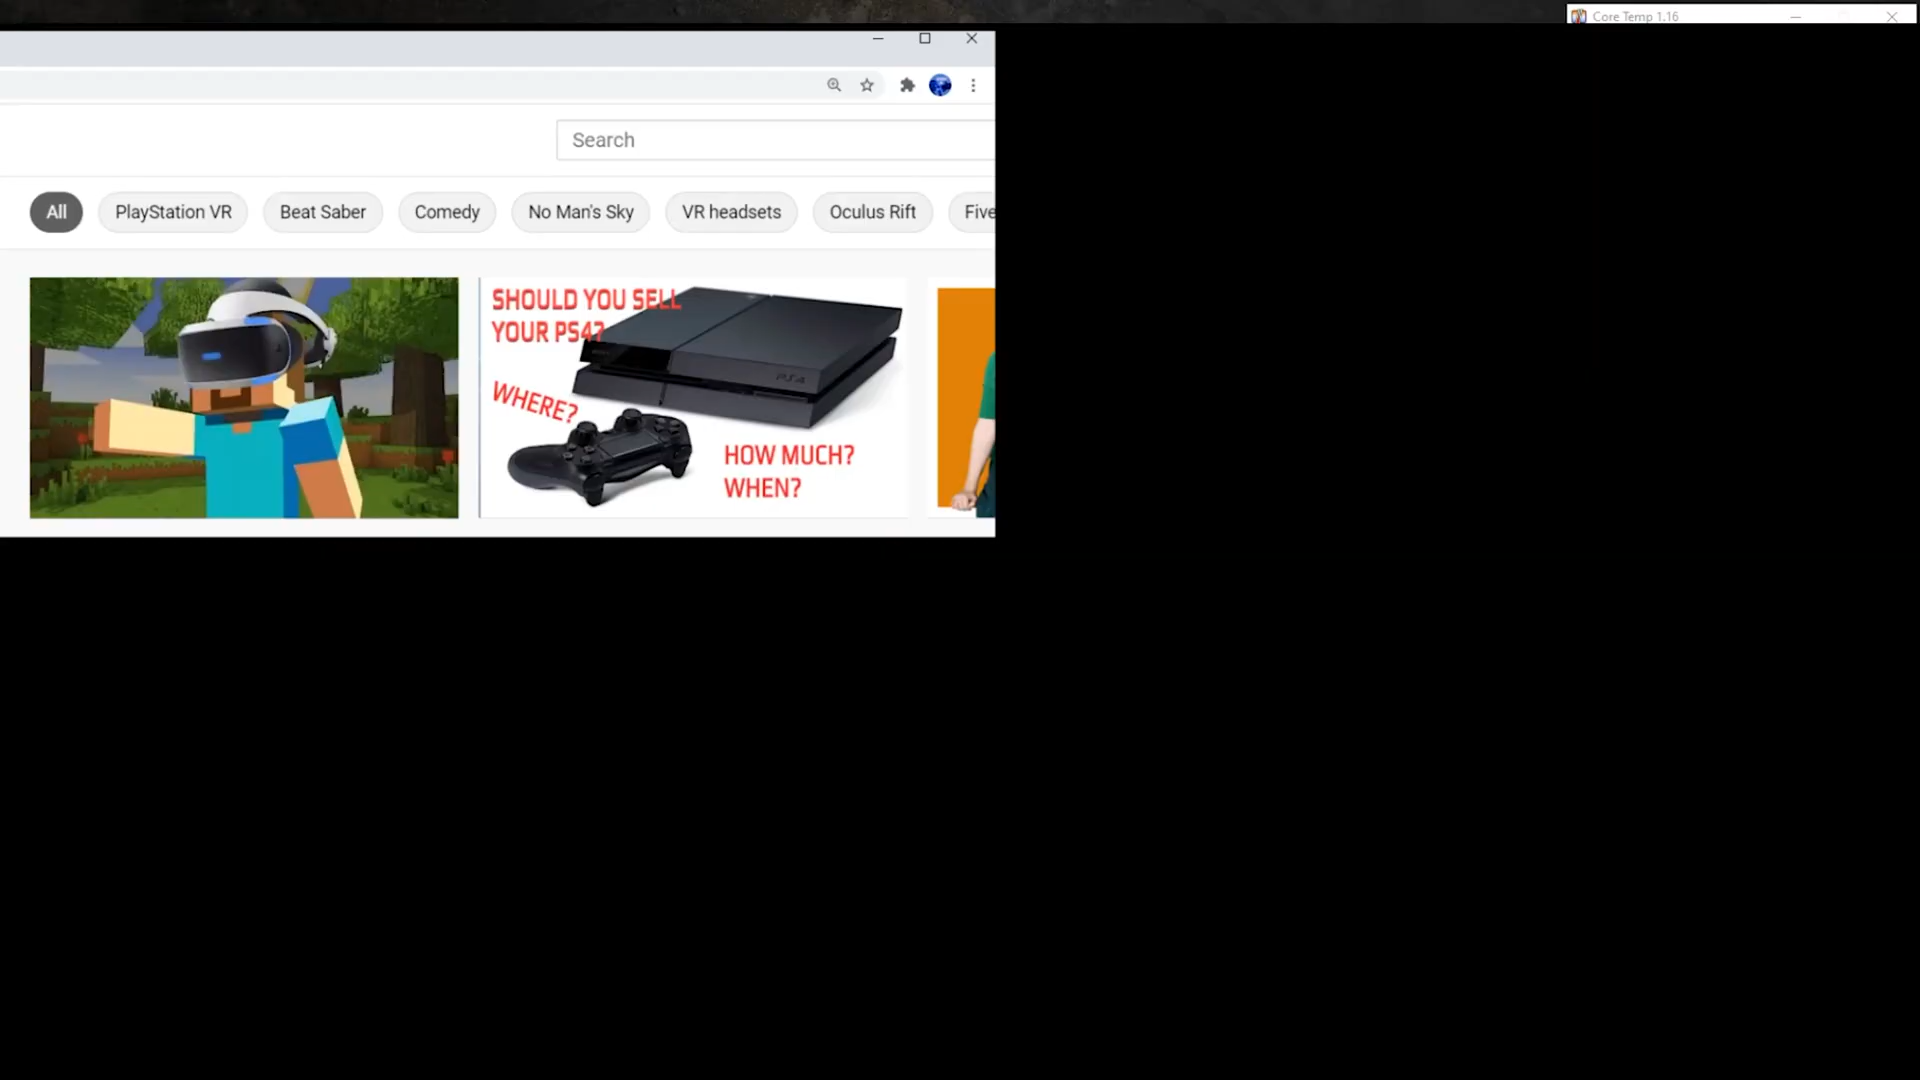 Core Temp 1.16
Search
All
PlayStation VR
Beat Saber
Comedy
No Man's Sky
VR headsets
Oculus Rift
Five
SHOULD YOU SELL
YOUR PS4?
WHERE?
PS4
HOW MUCH?
WHEN?